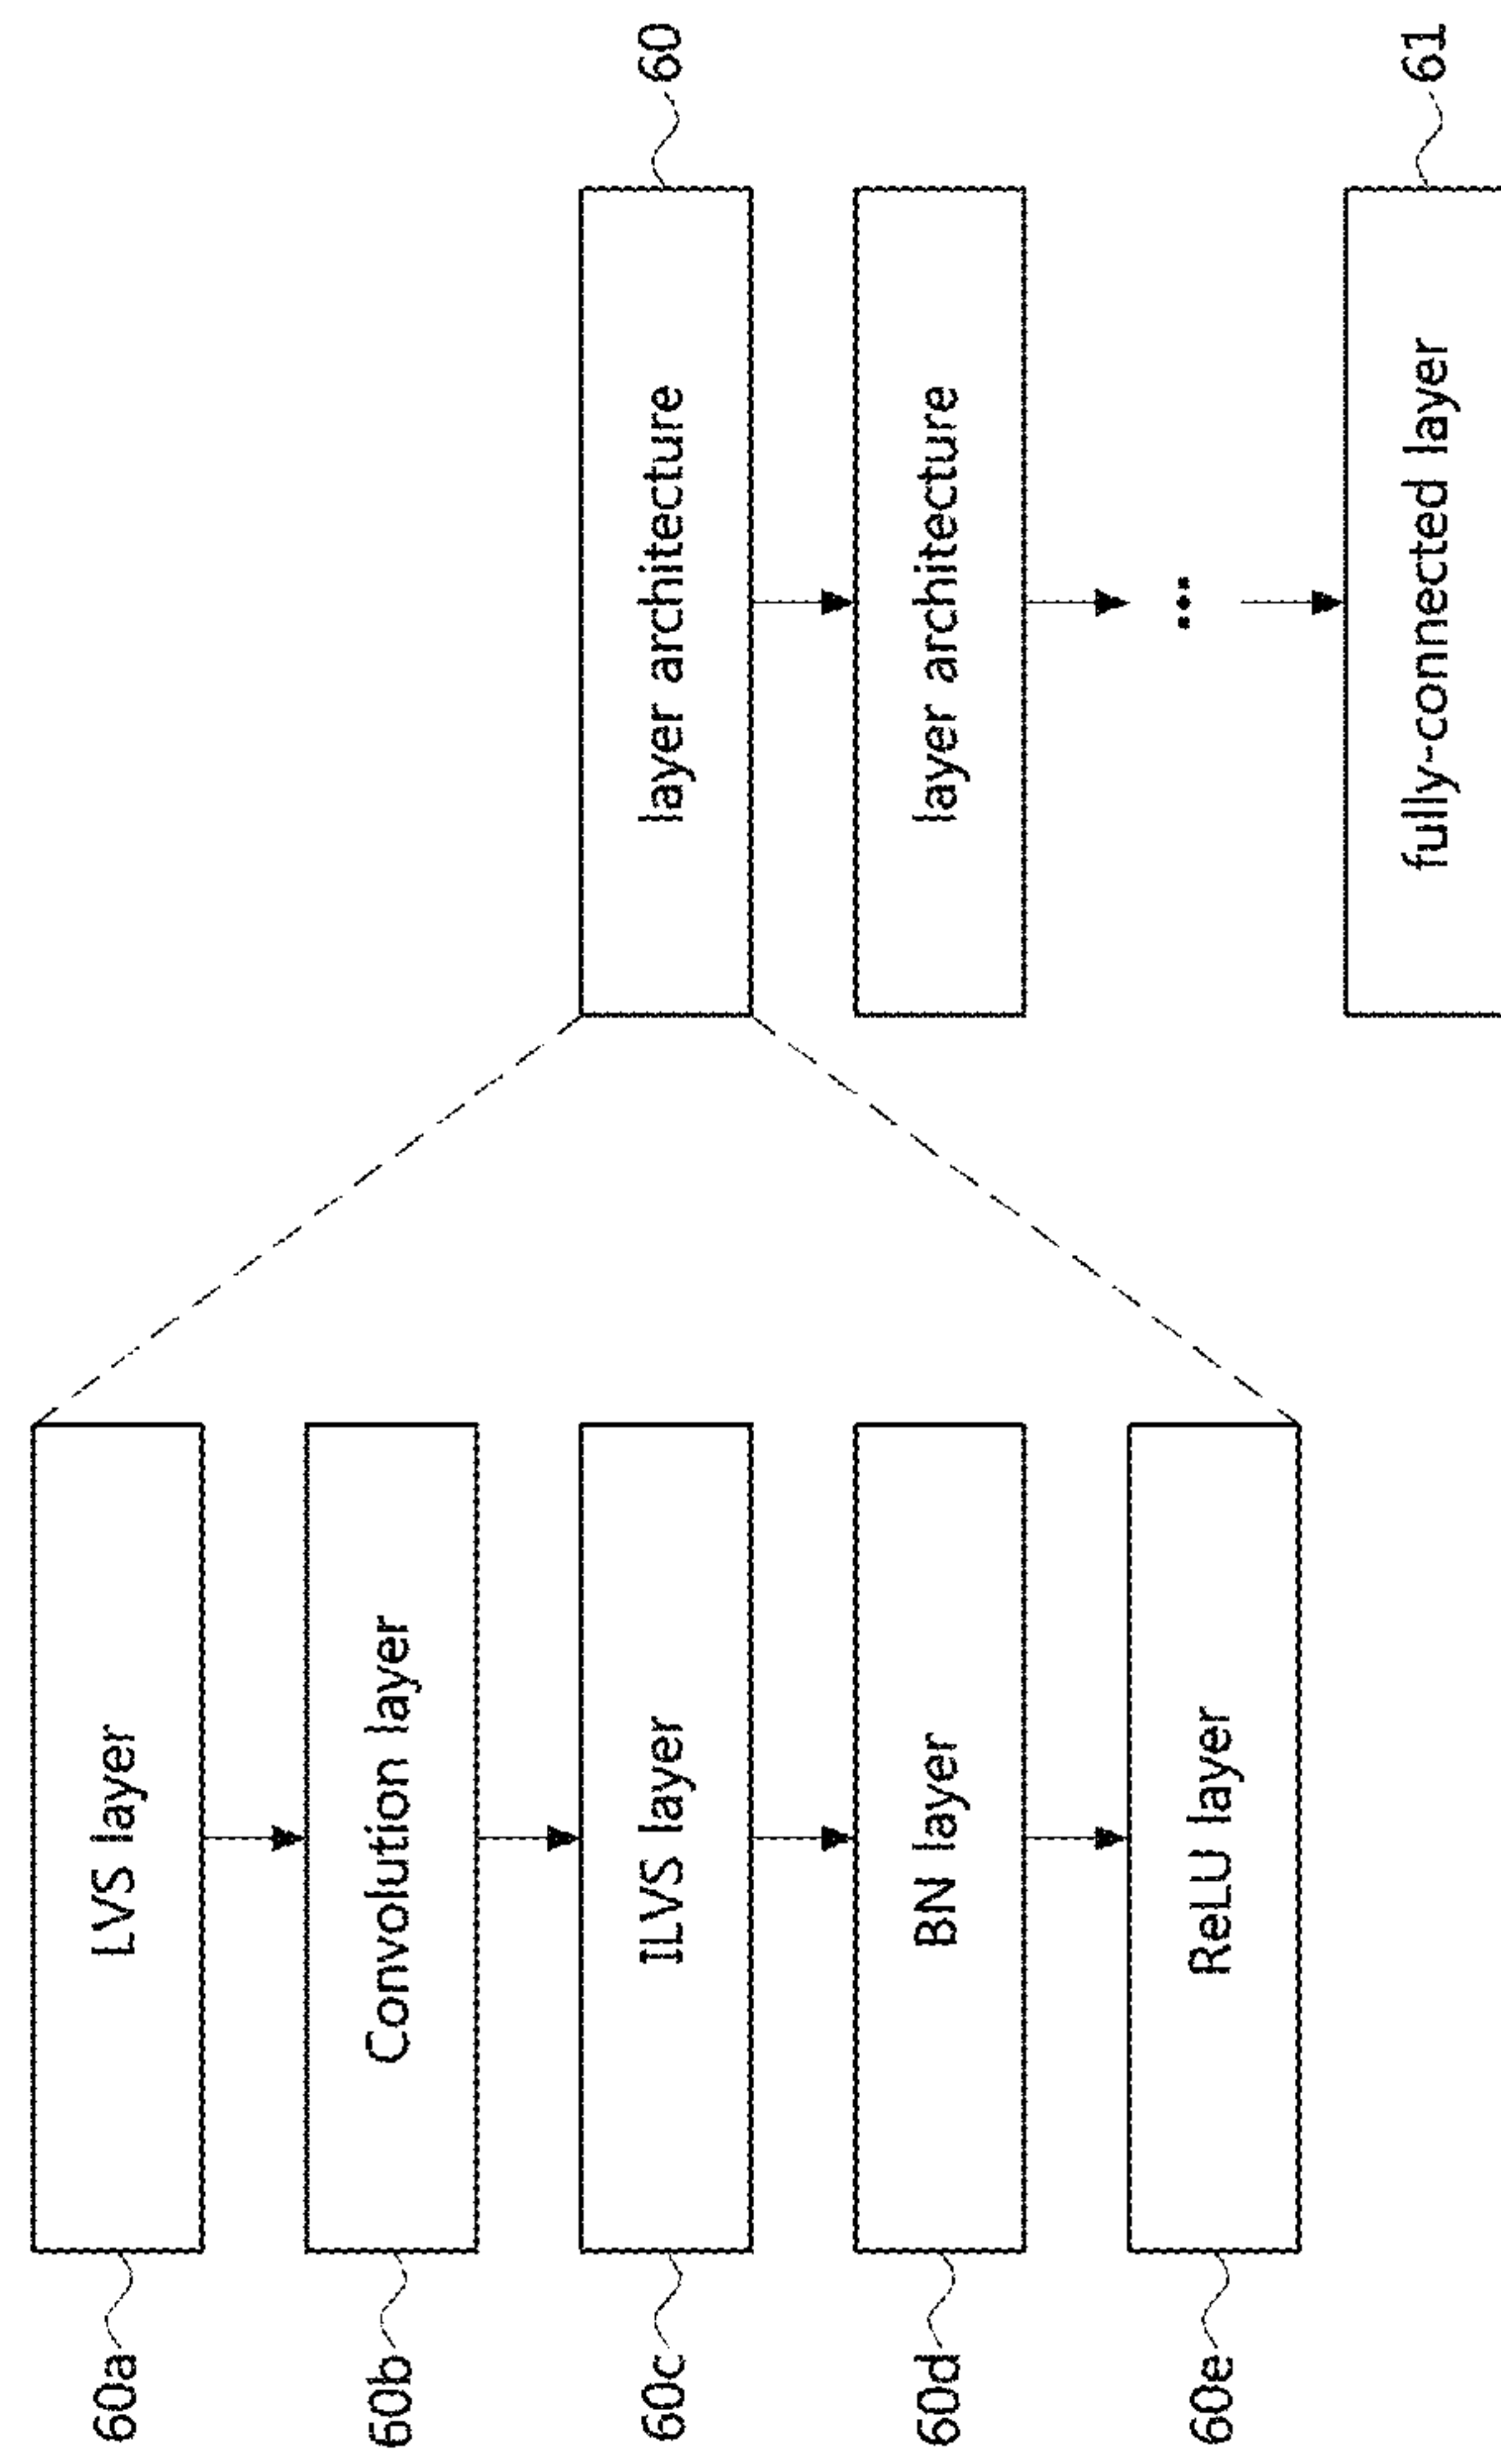 60a
LVS layer
60b
Convolution layer
60c
ILVS layer
60d
BN layer
60e
ReLU layer
layer architecture
60
layer architecture
...
fully-connected layer
61